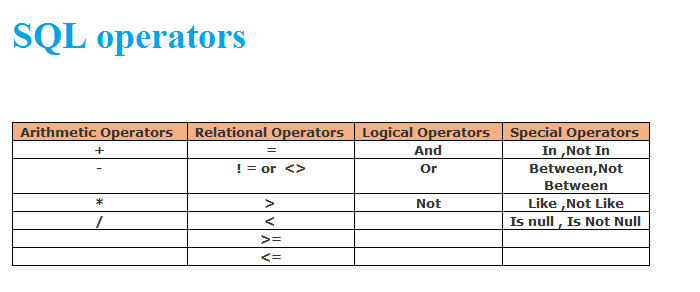 SQL operators
Arithmetic Operators Relational Operators Logical Operators Special Operators
+ = And In ,Not In
- ! = or <> Or Between,Not
Between
* > Not Like ,Not Like
/ < Is null , Is Not Null
>=
<=